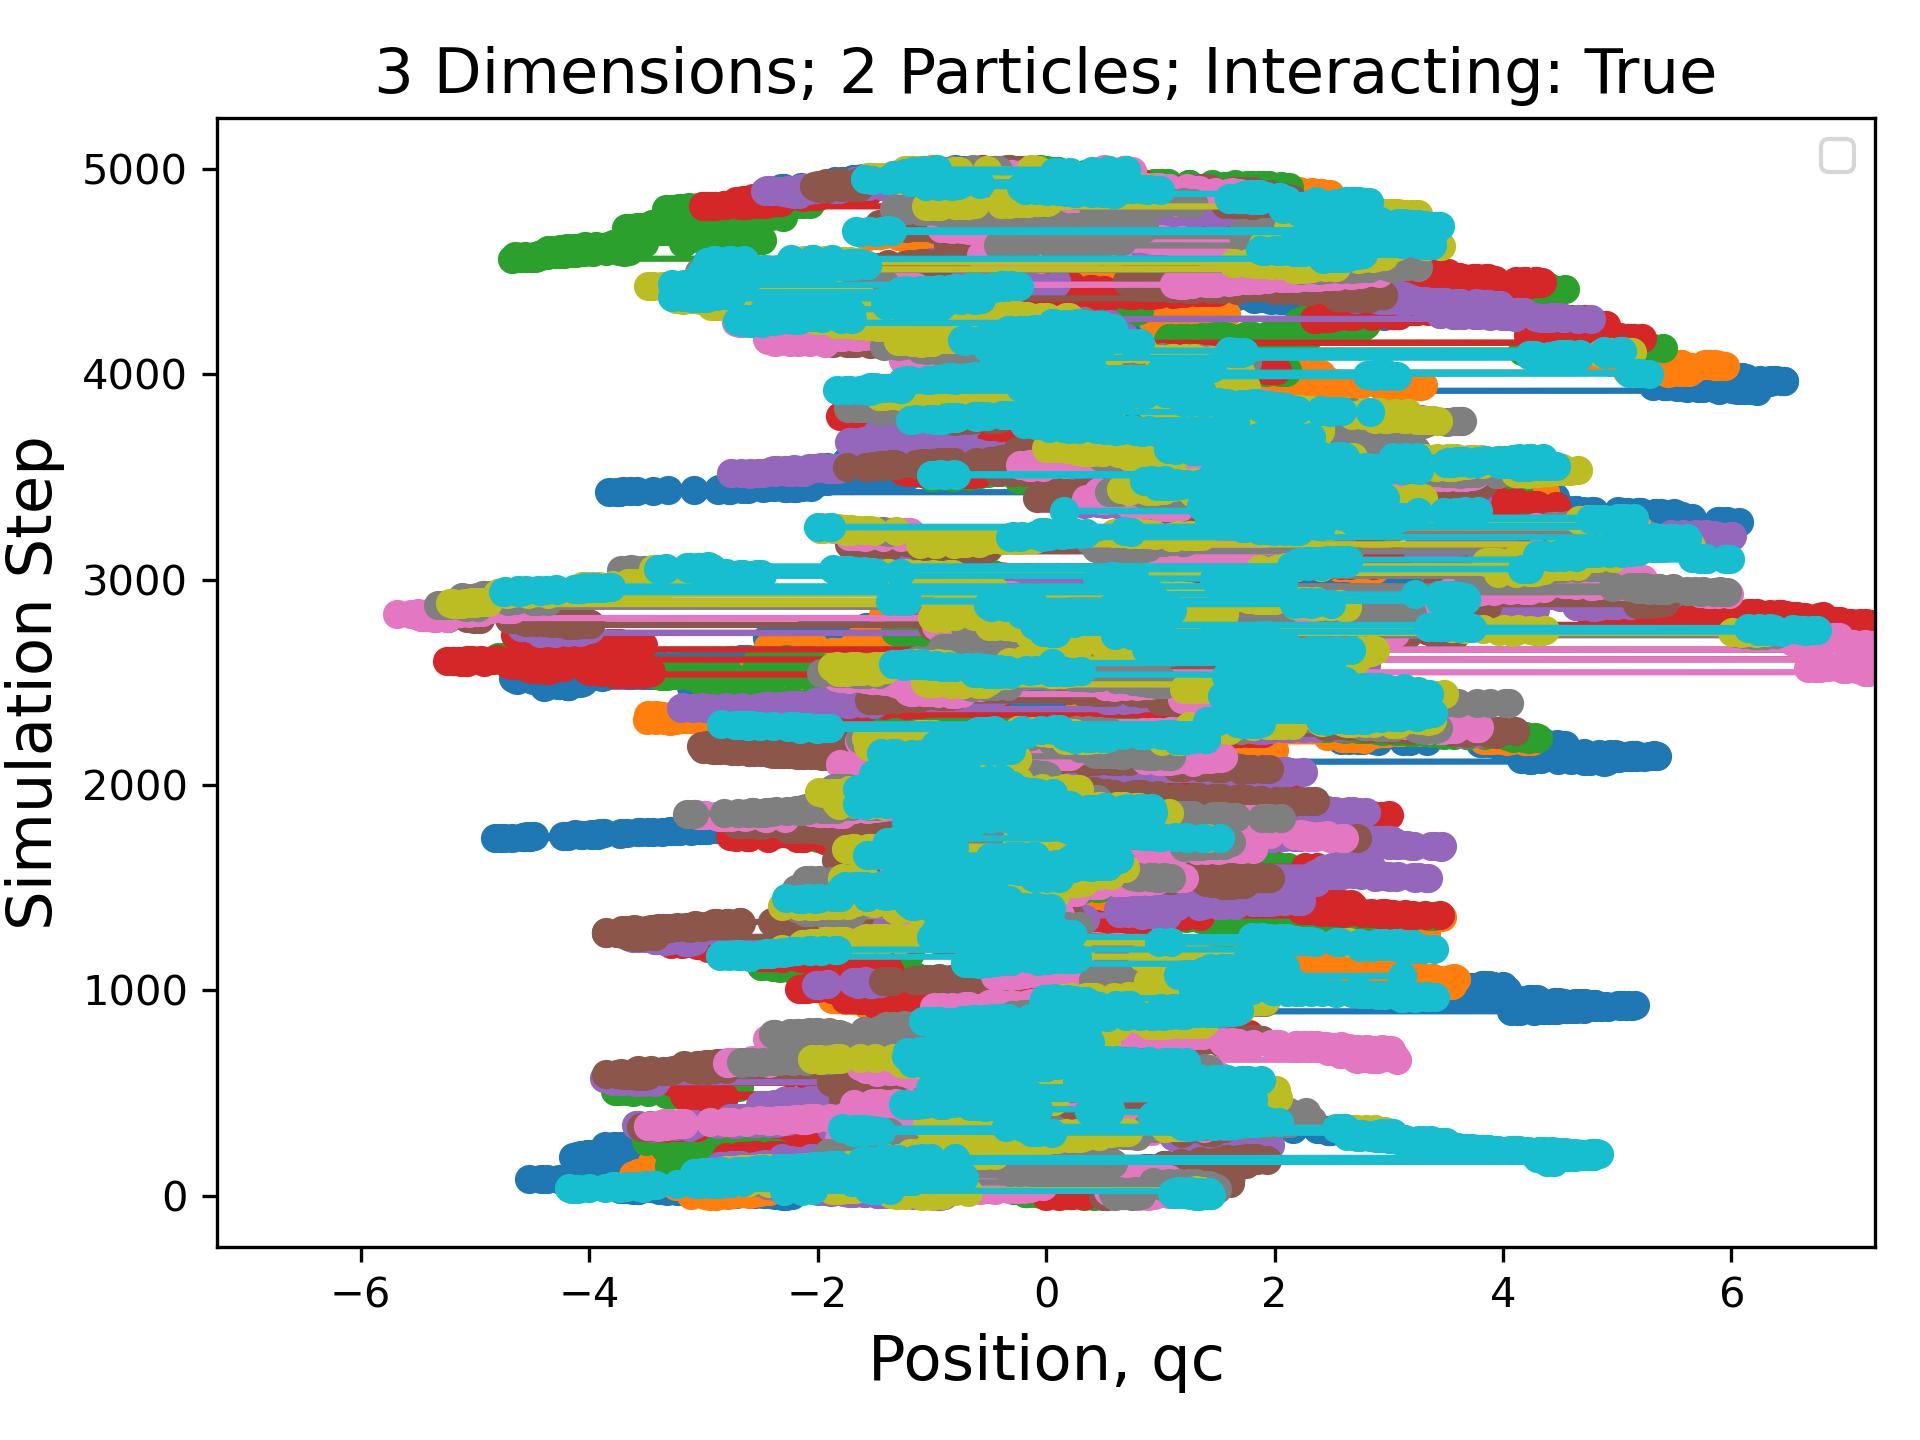 3 Dimensions; 2 Particles; Interacting: True
Simulation Step
5000
4000
3000
2000
1000
0
−6 −4 −2 0 2 4 6
Position, qc